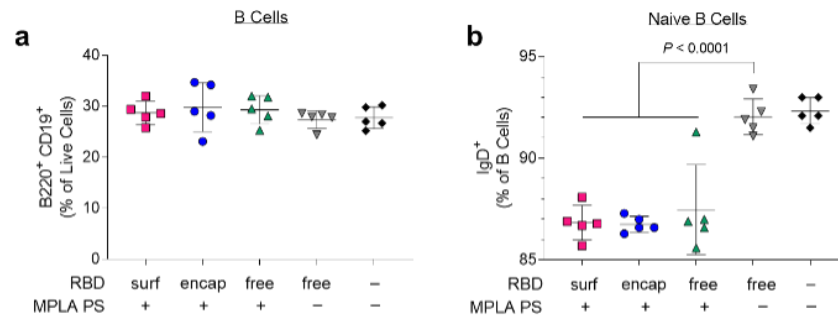 a
B Cells
B220⁺ CD19⁺
(% of Live Cells)
40
30
20
10
0
RBD surf encap free free –
MPLA PS + + + – –
b
Naive B Cells
P < 0.0001
IgD⁺
(% of B Cells)
95
90
85
RBD surf encap free free –
MPLA PS + + + – –